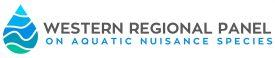 WESTERN REGIONAL PANEL
ON AQUATIC NUISANCE SPECIES